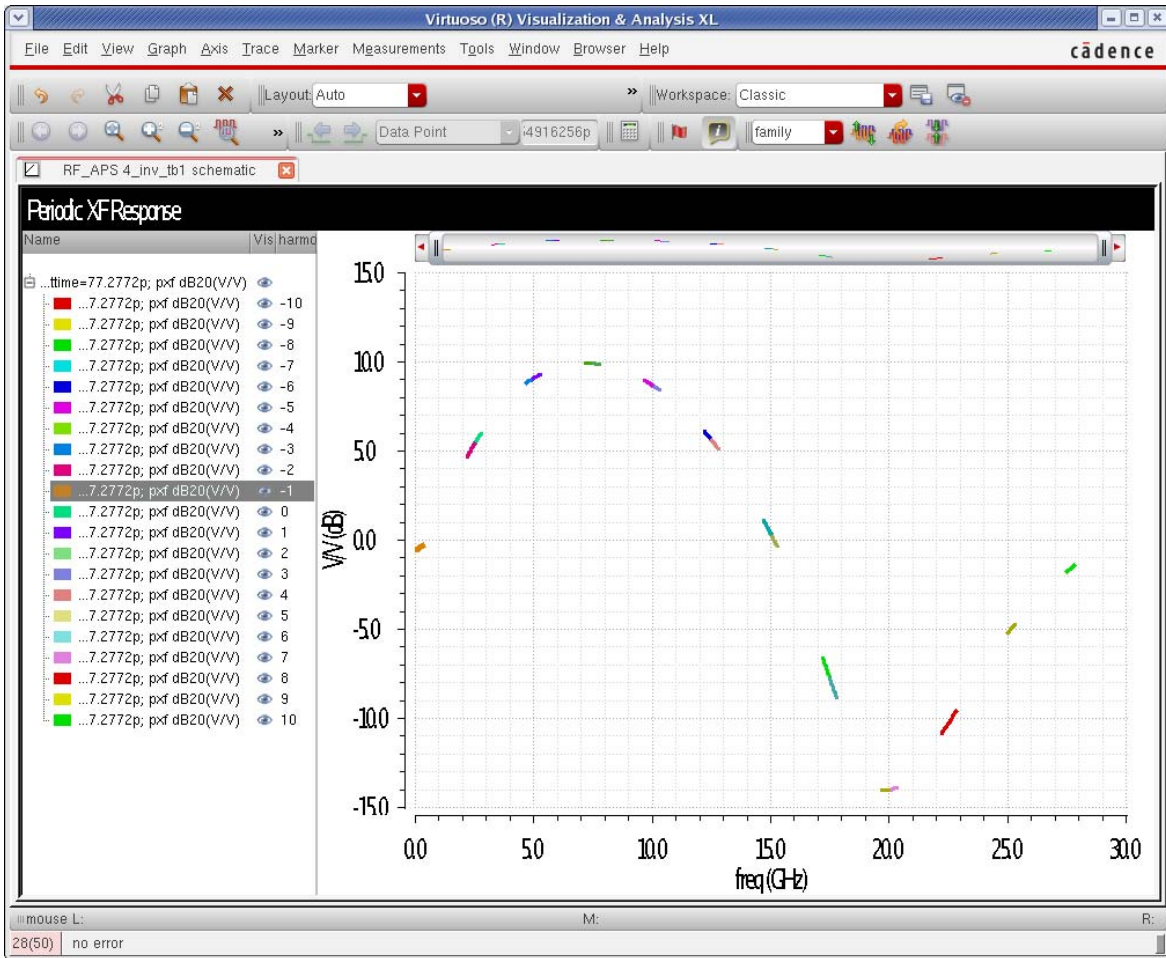 Virtuoso (R) Visualization & Analysis XL
File Edit View Graph Axis Trace Marker Measurements Tools Window Browser Help
cādence
Layout: Auto » Workspace: Classic
» Data Point 4916256p family
RF_APS 4_inv_tb1 schematic
Periodic XF Response
Name Vis harmo
...ttime=77.2772p; pxf dB20(V/V)
...7.2772p; pxf dB20(V/V) -10
...7.2772p; pxf dB20(V/V) -9
...7.2772p; pxf dB20(V/V) -8
...7.2772p; pxf dB20(V/V) -7
...7.2772p; pxf dB20(V/V) -6
...7.2772p; pxf dB20(V/V) -5
...7.2772p; pxf dB20(V/V) -4
...7.2772p; pxf dB20(V/V) -3
...7.2772p; pxf dB20(V/V) -2
...7.2772p; pxf dB20(V/V) -1
...7.2772p; pxf dB20(V/V) 0
...7.2772p; pxf dB20(V/V) 1
...7.2772p; pxf dB20(V/V) 2
...7.2772p; pxf dB20(V/V) 3
...7.2772p; pxf dB20(V/V) 4
...7.2772p; pxf dB20(V/V) 5
...7.2772p; pxf dB20(V/V) 6
...7.2772p; pxf dB20(V/V) 7
...7.2772p; pxf dB20(V/V) 8
...7.2772p; pxf dB20(V/V) 9
...7.2772p; pxf dB20(V/V) 10
15.0
10.0
5.0
0.0
-5.0
-10.0
-15.0
V/V (dB)
0.0 5.0 10.0 15.0 20.0 25.0 30.0
freq (GHz)
mouse L: M: R:
28(50) no error